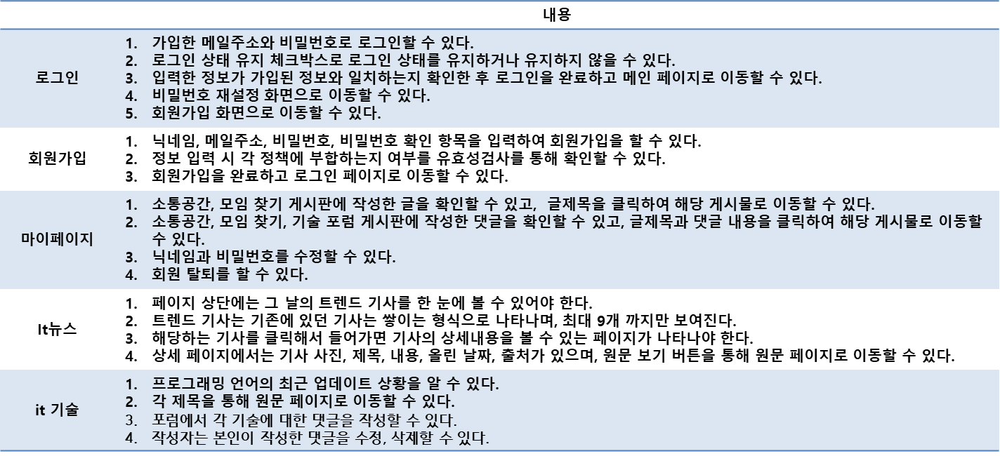 내용
로그인
1. 가입한 메일주소와 비밀번호로 로그인할 수 있다.
2. 로그인 상태 유지 체크박스로 로그인 상태를 유지하거나 유지하지 않을 수 있다.
3. 입력한 정보가 가입된 정보와 일치하는지 확인한 후 로그인을 완료하고 메인 페이지로 이동할 수 있다.
4. 비밀번호 재설정 화면으로 이동할 수 있다.
5. 회원가입 화면으로 이동할 수 있다.
회원가입
1. 닉네임, 메일주소, 비밀번호, 비밀번호 확인 항목을 입력하여 회원가입을 할 수 있다.
2. 정보 입력 시 각 정책에 부합하는지 여부를 유효성검사를 통해 확인할 수 있다.
3. 회원가입을 완료하고 로그인 페이지로 이동할 수 있다.
마이페이지
1. 소통공간, 모임 찾기 게시판에 작성한 글을 확인할 수 있고, 글제목을 클릭하여 해당 게시물로 이동할 수 있다.
2. 소통공간, 모임 찾기, 기술 포럼 게시판에 작성한 댓글을 확인할 수 있고, 글제목과 댓글 내용을 클릭하여 해당 게시물로 이동할
수 있다.
3. 닉네임과 비밀번호를 수정할 수 있다.
4. 회원 탈퇴를 할 수 있다.
It뉴스
1. 페이지 상단에는 그 날의 트렌드 기사를 한 눈에 볼 수 있어야 한다.
2. 트렌드 기사는 기존에 있던 기사는 쌓이는 형식으로 나타나며, 최대 9개 까지만 보여진다.
3. 해당하는 기사를 클릭해서 들어가면 기사의 상세내용을 볼 수 있는 페이지가 나타나야 한다.
4. 상세 페이지에서는 기사 사진, 제목, 내용, 올린 날짜, 출처가 있으며, 원문 보기 버튼을 통해 원문 페이지로 이동할 수 있다.
it 기술
1. 프로그래밍 언어의 최근 업데이트 상황을 알 수 있다.
2. 각 제목을 통해 원문 페이지로 이동할 수 있다.
3. 포럼에서 각 기술에 대한 댓글을 작성할 수 있다.
4. 작성자는 본인이 작성한 댓글을 수정, 삭제할 수 있다.